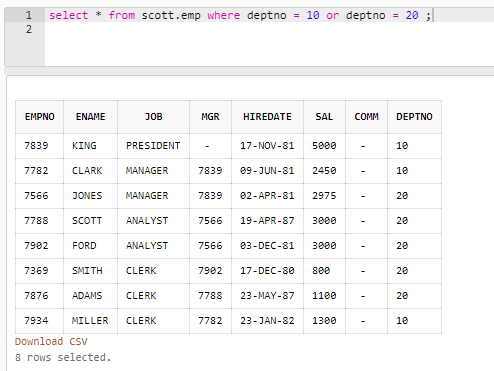 1 select * from scott.emp where deptno = 10 or deptno = 20 ;
2
EMPNO ENAME JOB MGR HIREDATE SAL COMM DEPTNO
7839 KING PRESIDENT - 17-NOV-81 5000 - 10
7782 CLARK MANAGER 7839 09-JUN-81 2450 - 10
7566 JONES MANAGER 7839 02-APR-81 2975 - 20
7788 SCOTT ANALYST 7566 19-APR-87 3000 - 20
7902 FORD ANALYST 7566 03-DEC-81 3000 - 20
7369 SMITH CLERK 7902 17-DEC-80 800 - 20
7876 ADAMS CLERK 7788 23-MAY-87 1100 - 20
7934 MILLER CLERK 7782 23-JAN-82 1300 - 10
Download CSV
8 rows selected.